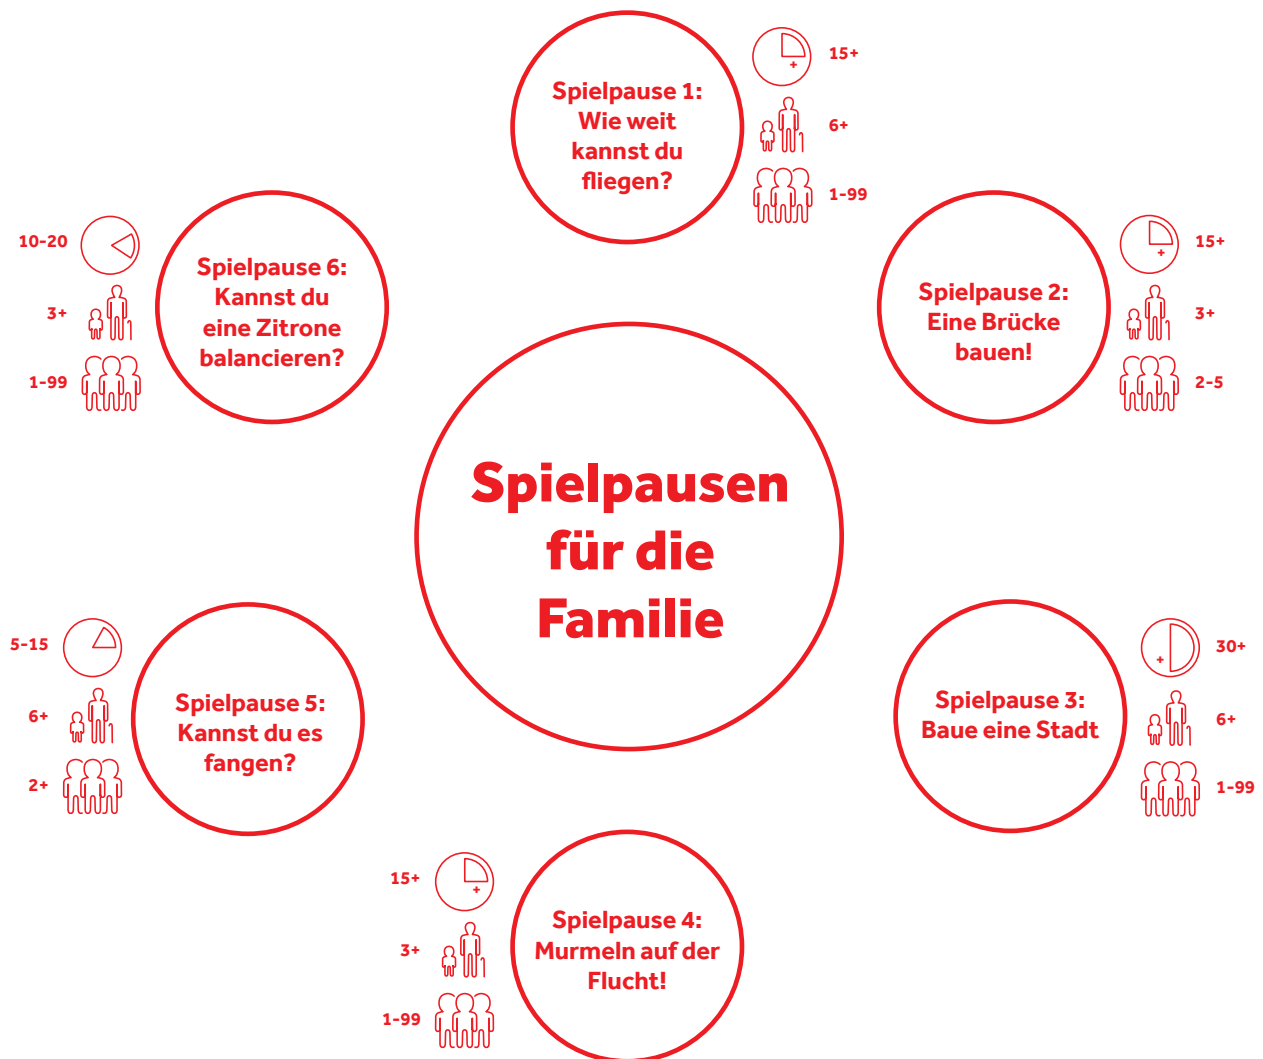 Spielpausen
für die
Familie
Spielpause 1:
Wie weit
kannst du
fliegen?
15+
6+
1-99
Spielpause 2:
Eine Brücke
bauen!
15+
3+
2-5
Spielpause 3:
Baue eine Stadt
30+
6+
1-99
Spielpause 4:
Murmeln auf der
Flucht!
15+
3+
1-99
Spielpause 5:
Kannst du es
fangen?
5-15
6+
2+
Spielpause 6:
Kannst du
eine Zitrone
balancieren?
10-20
3+
1-99